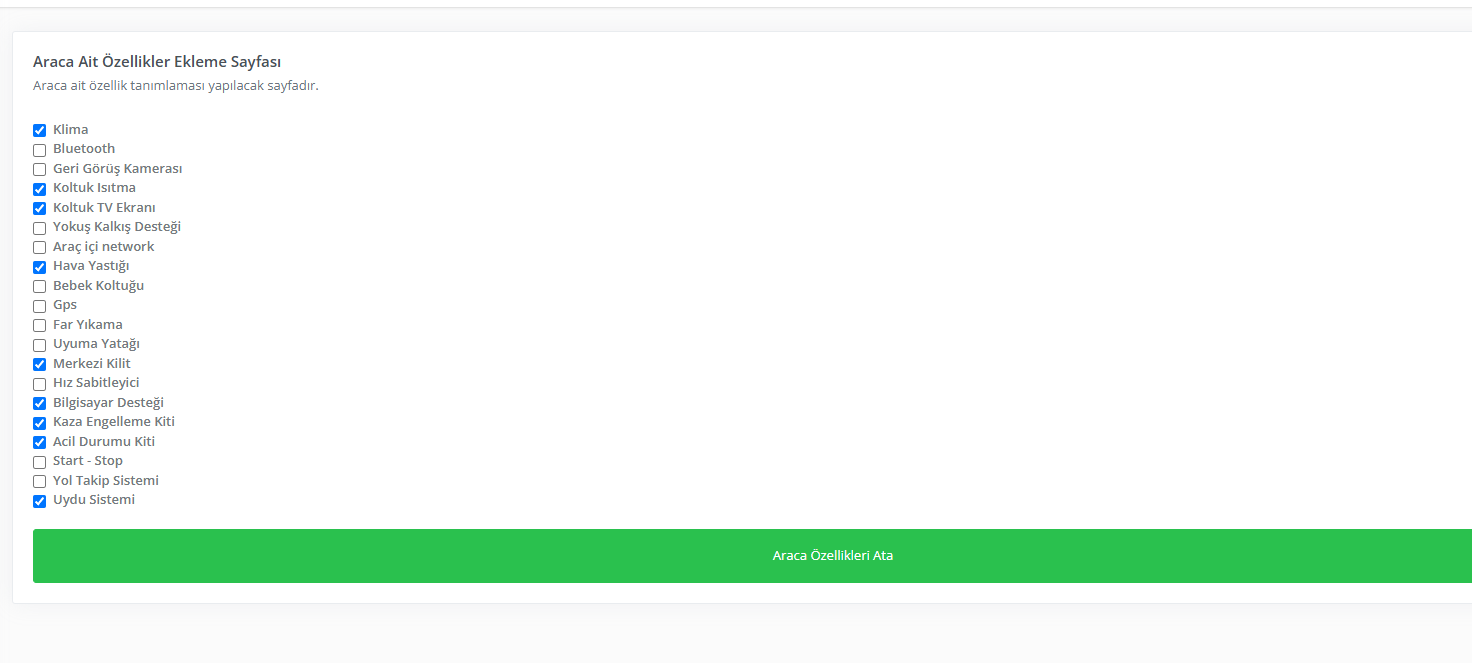 Araca Ait Özellikler Ekleme Sayfası
Araca ait özellik tanımlaması yapılacak sayfadır.
Klima
Bluetooth
Geri Görüş Kamerası
Koltuk Isıtma
Koltuk TV Ekranı
Yokuş Kalkış Desteği
Araç içi network
Hava Yastığı
Bebek Koltuğu
Gps
Far Yıkama
Uyuma Yatağı
Merkezi Kilit
Hız Sabitleyici
Bilgisayar Desteği
Kaza Engelleme Kiti
Acil Durumu Kiti
Start - Stop
Yol Takip Sistemi
Uydu Sistemi
Araca Özellikleri Ata